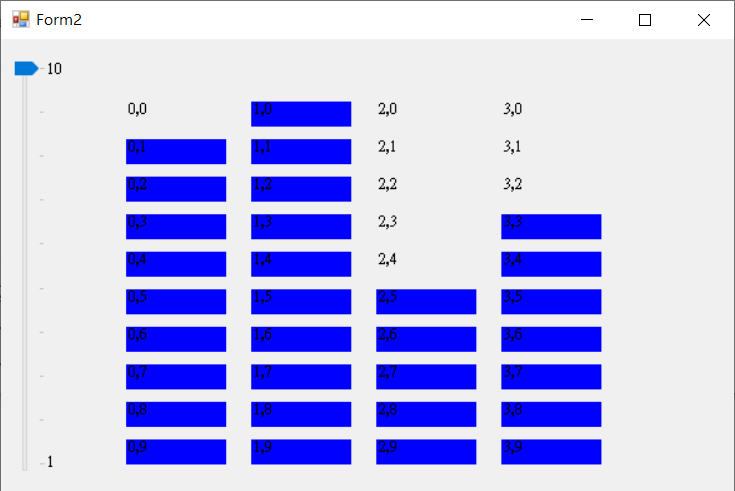 Form2
10
0,0 1,0 2,0 3,0
0,1 1,1 2,1 3,1
0,2 1,2 2,2 3,2
0,3 1,3 2,3 3,3
0,4 1,4 2,4 3,4
0,5 1,5 2,5 3,5
0,6 1,6 2,6 3,6
0,7 1,7 2,7 3,7
0,8 1,8 2,8 3,8
1 0,9 1,9 2,9 3,9